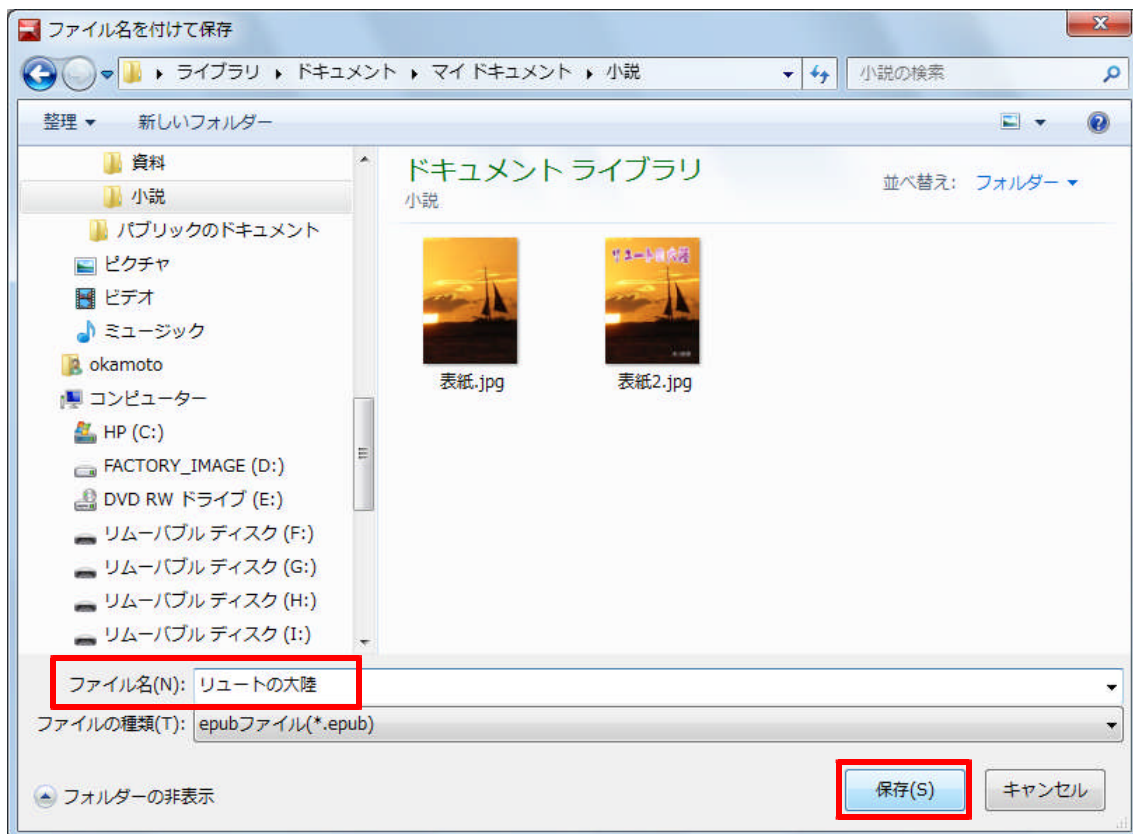 ファイル名を付けて保存
ライブラリ ▸ ドキュメント ▸ マイ ドキュメント ▸ 小説
小説の検索
整理 新しいフォルダー
資料
小説
パブリックのドキュメント
ピクチャ
ビデオ
ミュージック
okamoto
コンピューター
HP (C:)
FACTORY_IMAGE (D:)
DVD RW ドライブ (E:)
リムーバブル ディスク (F:)
リムーバブル ディスク (G:)
リムーバブル ディスク (H:)
リムーバブル ディスク (I:)
ドキュメント ライブラリ
小説
並べ替え: フォルダー
リュートの大陸
表紙.jpg
表紙2.jpg
ファイル名(N): リュートの大陸
ファイルの種類(T): epubファイル(*.epub)
フォルダーの非表示
保存(S)
キャンセル